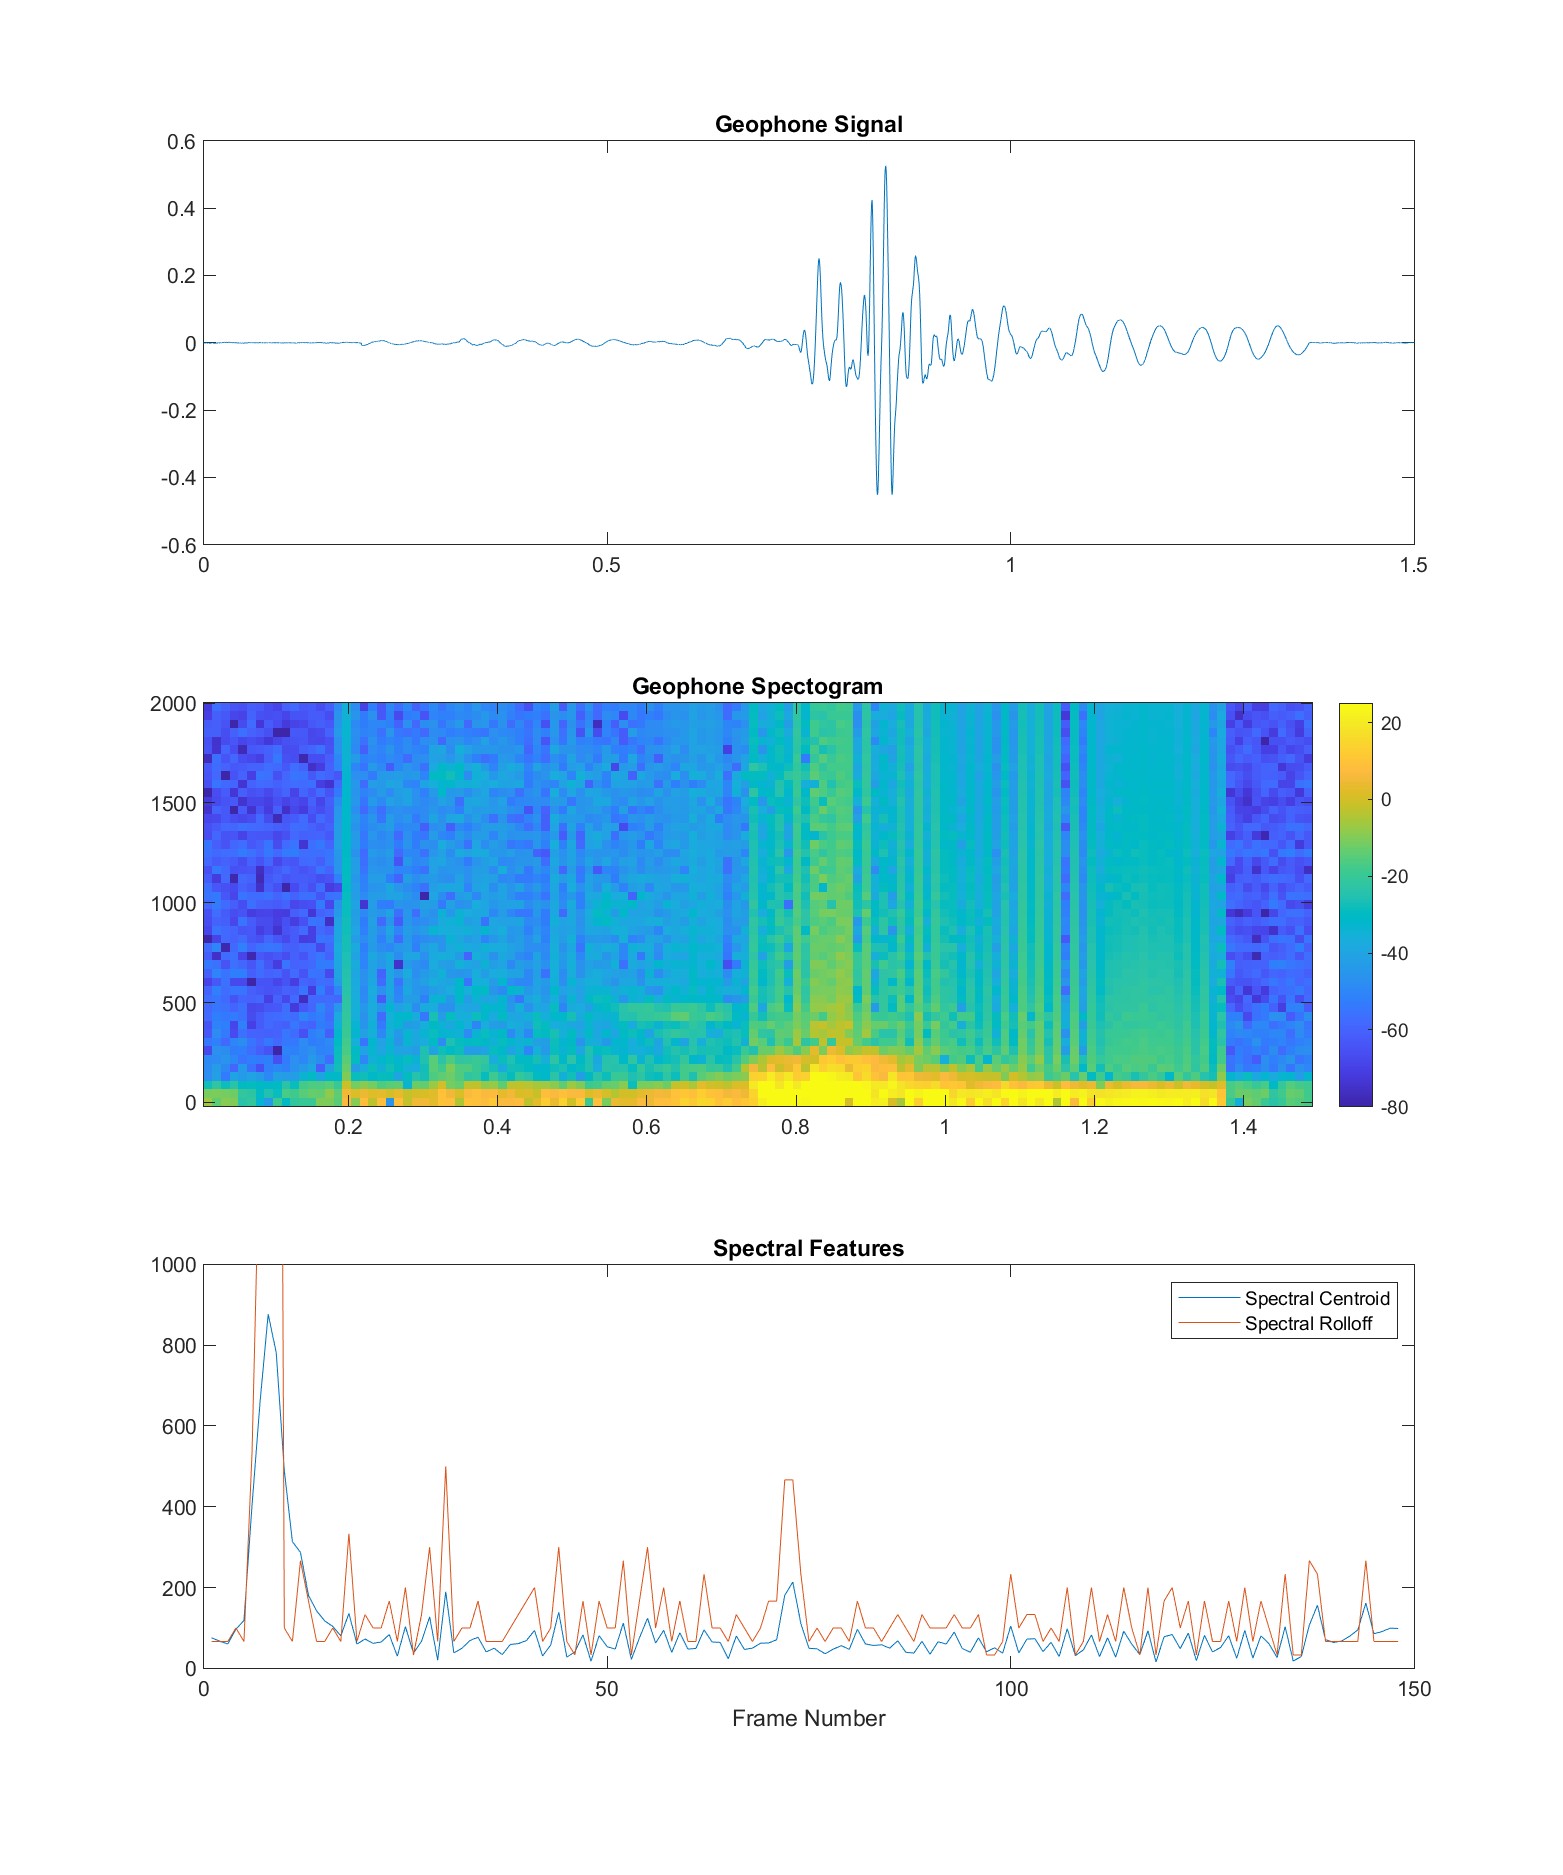 Geophone Signal
0.6
0.4
0.2
0
-0.2
-0.4
-0.6
0 0.5 1 1.5
Geophone Spectogram
2000
1500
1000
500
0
0.2 0.4 0.6 0.8 1 1.2 1.4
20
0
-20
-40
-60
-80
Spectral Features
1000
800
600
400
200
0
Spectral Centroid
Spectral Rolloff
0 50 100 150
Frame Number